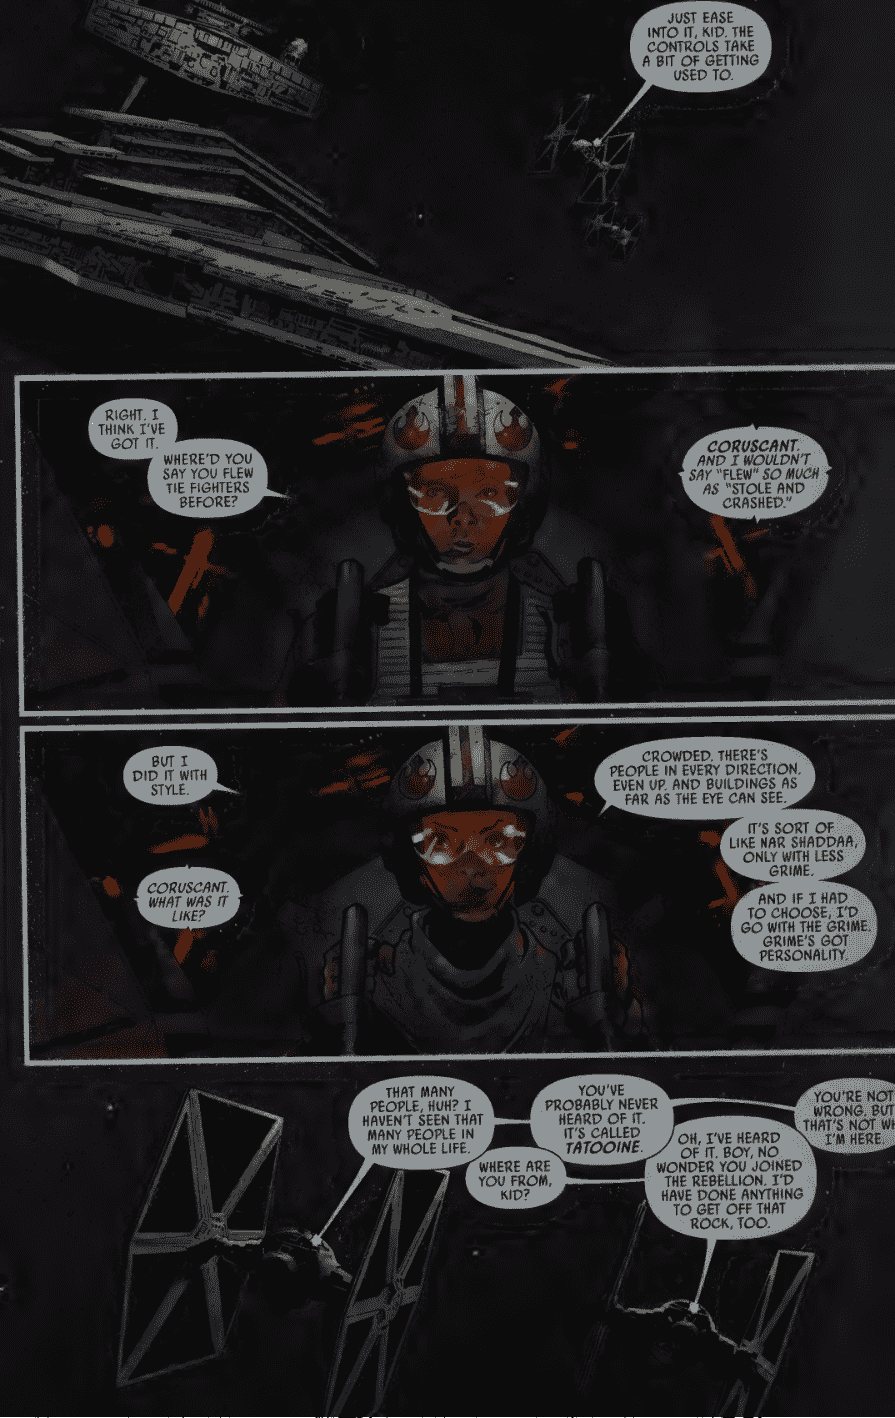 JUST EASE
INTO IT, KID. THE
CONTROLS TAKE
A BIT OF GETTING
USED TO.
RIGHT. I
THINK I'VE
GOT IT.
WHERE'D YOU
SAY YOU FLEW
TIE FIGHTERS
BEFORE?
CORUSCANT.
AND I WOULDN'T
SAY "FLEW" SO MUCH
AS "STOLE AND
CRASHED."
BUT I
DID IT WITH
STYLE.
CORUSCANT.
WHAT WAS IT
LIKE?
CROWDED. THERE'S
PEOPLE IN EVERY DIRECTION.
EVEN UP. AND BUILDINGS AS
FAR AS THE EYE CAN SEE.
IT'S SORT OF
LIKE NAR SHADDAA,
ONLY WITH LESS
GRIME.
AND IF I HAD
TO CHOOSE, I'D
GO WITH THE GRIME.
GRIME'S GOT
PERSONALITY.
THAT MANY
PEOPLE, HUH? I
HAVEN'T SEEN THAT
MANY PEOPLE IN
MY WHOLE LIFE.
WHERE ARE
YOU FROM,
KID?
YOU'VE
PROBABLY NEVER
HEARD OF IT.
IT'S CALLED
TATOOINE.
OH, I'VE HEARD
OF IT. BOY, NO
WONDER YOU JOINED
THE REBELLION. I'D
HAVE DONE ANYTHING
TO GET OFF THAT
ROCK, TOO.
YOU'RE NOT
WRONG. BUT
THAT'S NOT
I'M HERE.